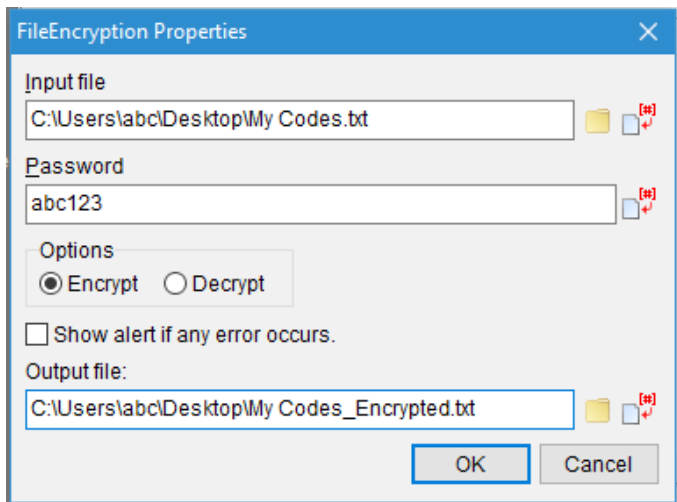 FileEncryption Properties
Input file
C:\Users\abc\Desktop\My Codes.txt
[#]
Password
abc123
[#]
Options
Encrypt Decrypt
Show alert if any error occurs.
Output file:
C:\Users\abc\Desktop\My Codes_Encrypted.txt
[#]
OK Cancel